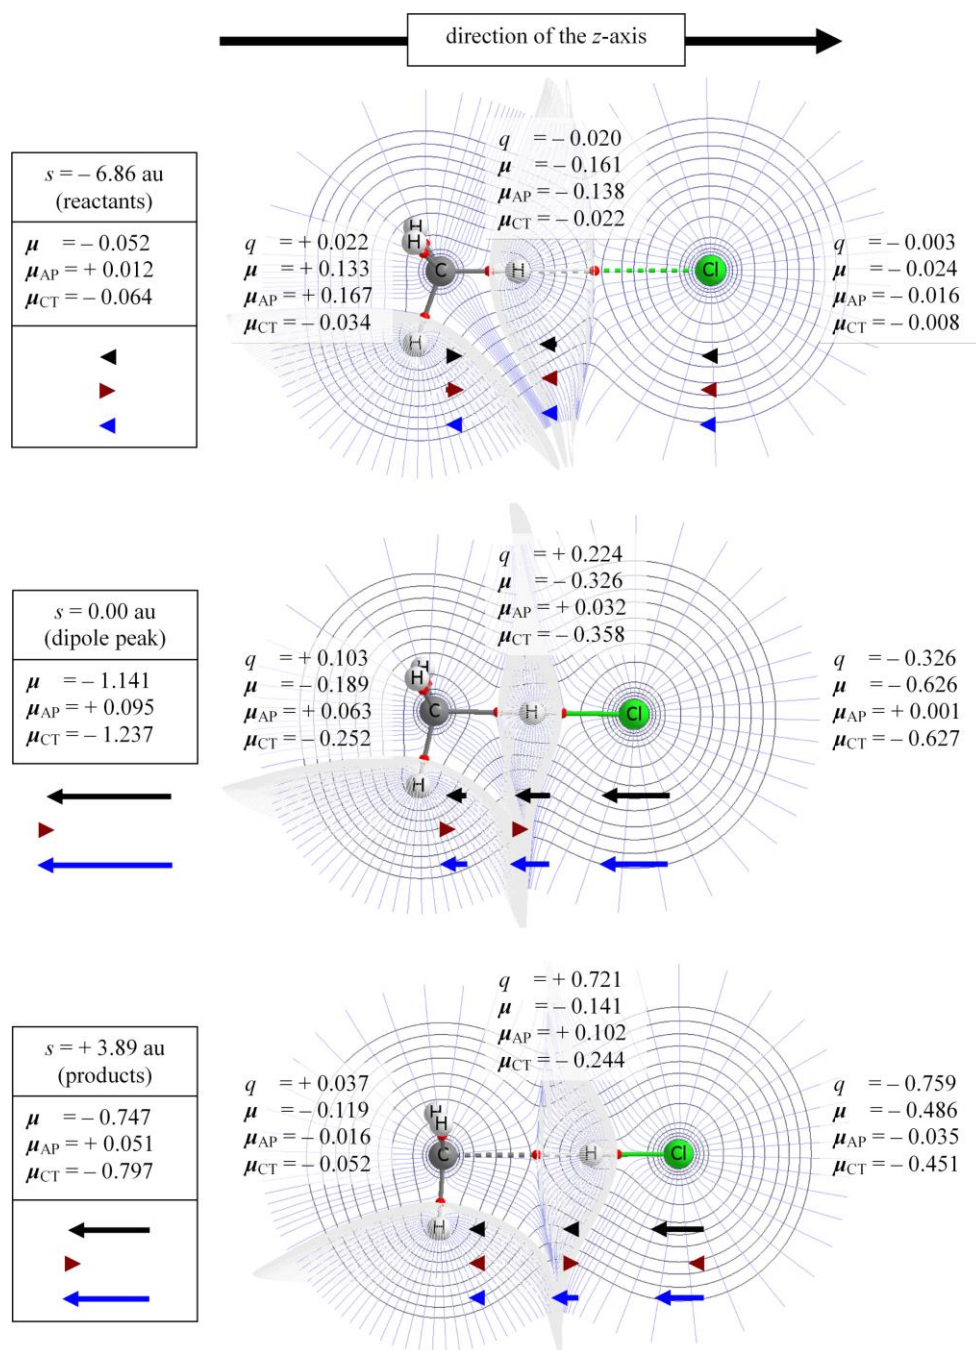 direction of the z-axis
s = – 6.86 au
(reactants)
μ = – 0.052
μAP = + 0.012
μCT = – 0.064
q = + 0.022
μ = + 0.133
μAP = + 0.167
μCT = – 0.034
q = – 0.020
μ = – 0.161
μAP = – 0.138
μCT = – 0.022
q = – 0.003
μ = – 0.024
μAP = – 0.016
μCT = – 0.008
H
H
C
H
Cl
H
s = 0.00 au
(dipole peak)
μ = – 1.141
μAP = + 0.095
μCT = – 1.237
q = + 0.103
μ = – 0.189
μAP = + 0.063
μCT = – 0.252
q = + 0.224
μ = – 0.326
μAP = + 0.032
μCT = – 0.358
q = – 0.326
μ = – 0.626
μAP = + 0.001
μCT = – 0.627
H
H
C
H
Cl
H
s = + 3.89 au
(products)
μ = – 0.747
μAP = + 0.051
μCT = – 0.797
q = + 0.037
μ = – 0.119
μAP = – 0.016
μCT = – 0.052
q = + 0.721
μ = – 0.141
μAP = + 0.102
μCT = – 0.244
q = – 0.759
μ = – 0.486
μAP = – 0.035
μCT = – 0.451
H
H
C
H
Cl
H